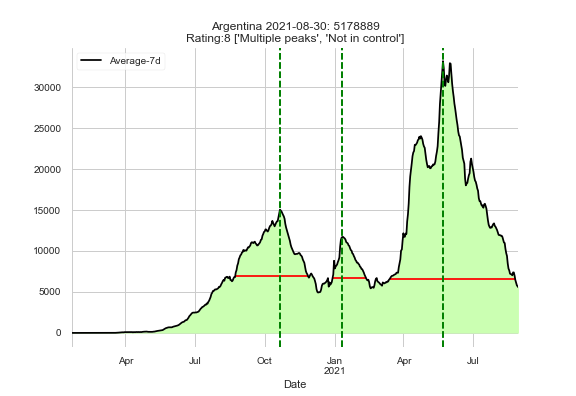 Argentina 2021-08-30: 5178889
Rating:8 ['Multiple peaks', 'Not in control']
Average-7d
30000
25000
20000
15000
10000
5000
0
Apr
Jul
Oct
Jan
2021
Apr
Jul
Date